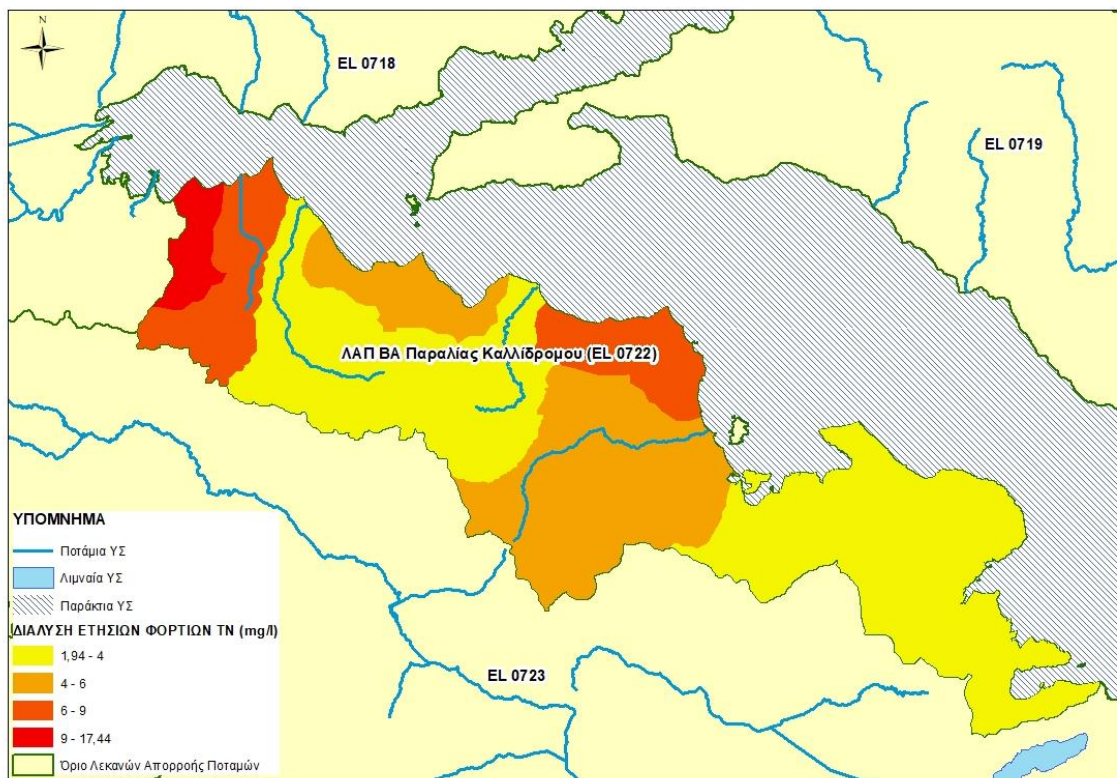 N
EL 0718
EL 0719
ΛΑΠ ΒΑ Παραλίας Καλλίδρομου (EL 0722)
EL 0723
ΥΠΟΜΝΗΜΑ
Ποτάμια ΥΣ
Λιμναία ΥΣ
Παράκτια ΥΣ
ΔΙΑΛΥΣΗ ΕΤΗΣΙΩΝ ΦΟΡΤΙΩΝ TN (mg/l)
1,94 - 4
4 - 6
6 - 9
9 - 17,44
Όριο Λεκανών Απορροής Ποταμών